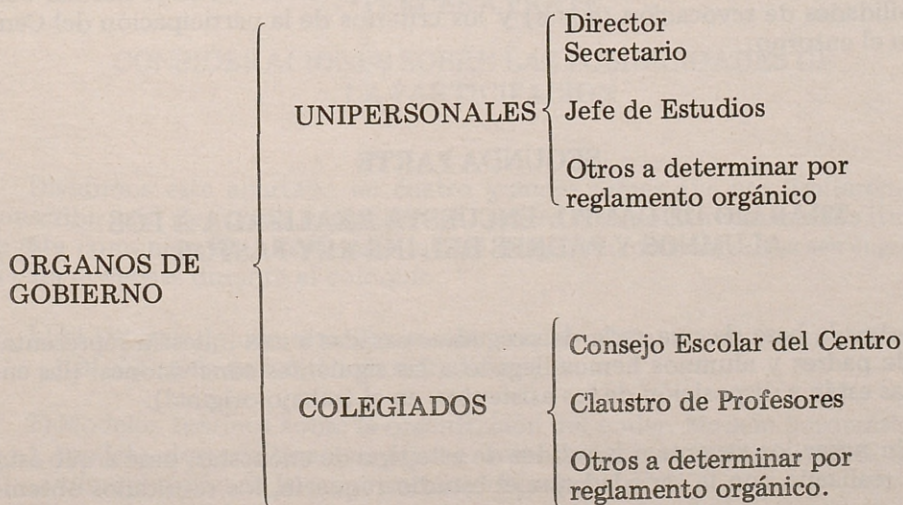 ORGANOS DE
GOBIERNO
UNIPERSONALES
Director
Secretario
Jefe de Estudios
Otros a determinar por
reglamento orgánico
COLEGIADOS
Consejo Escolar del Centro
Claustro de Profesores
Otros a determinar por
reglamento orgánico.